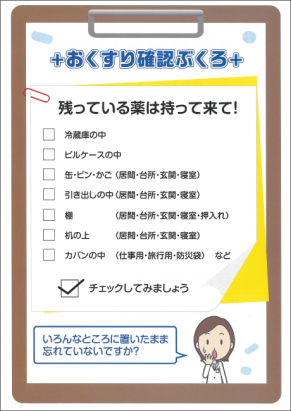 +おくすり確認ぶくろ+
残っている薬は持って来て!
冷蔵庫の中
ピルケースの中
缶・ビン・かご(居間・台所・玄関・寝室)
引き出しの中(居間・台所・玄関・寝室)
棚 (居間・台所・玄関・寝室・押入れ)
机の上 (居間・台所・玄関・寝室)
カバンの中 (仕事用・旅行用・防災袋) など
チェックしてみましょう
いろんなところに置いたまま
忘れていないですか?